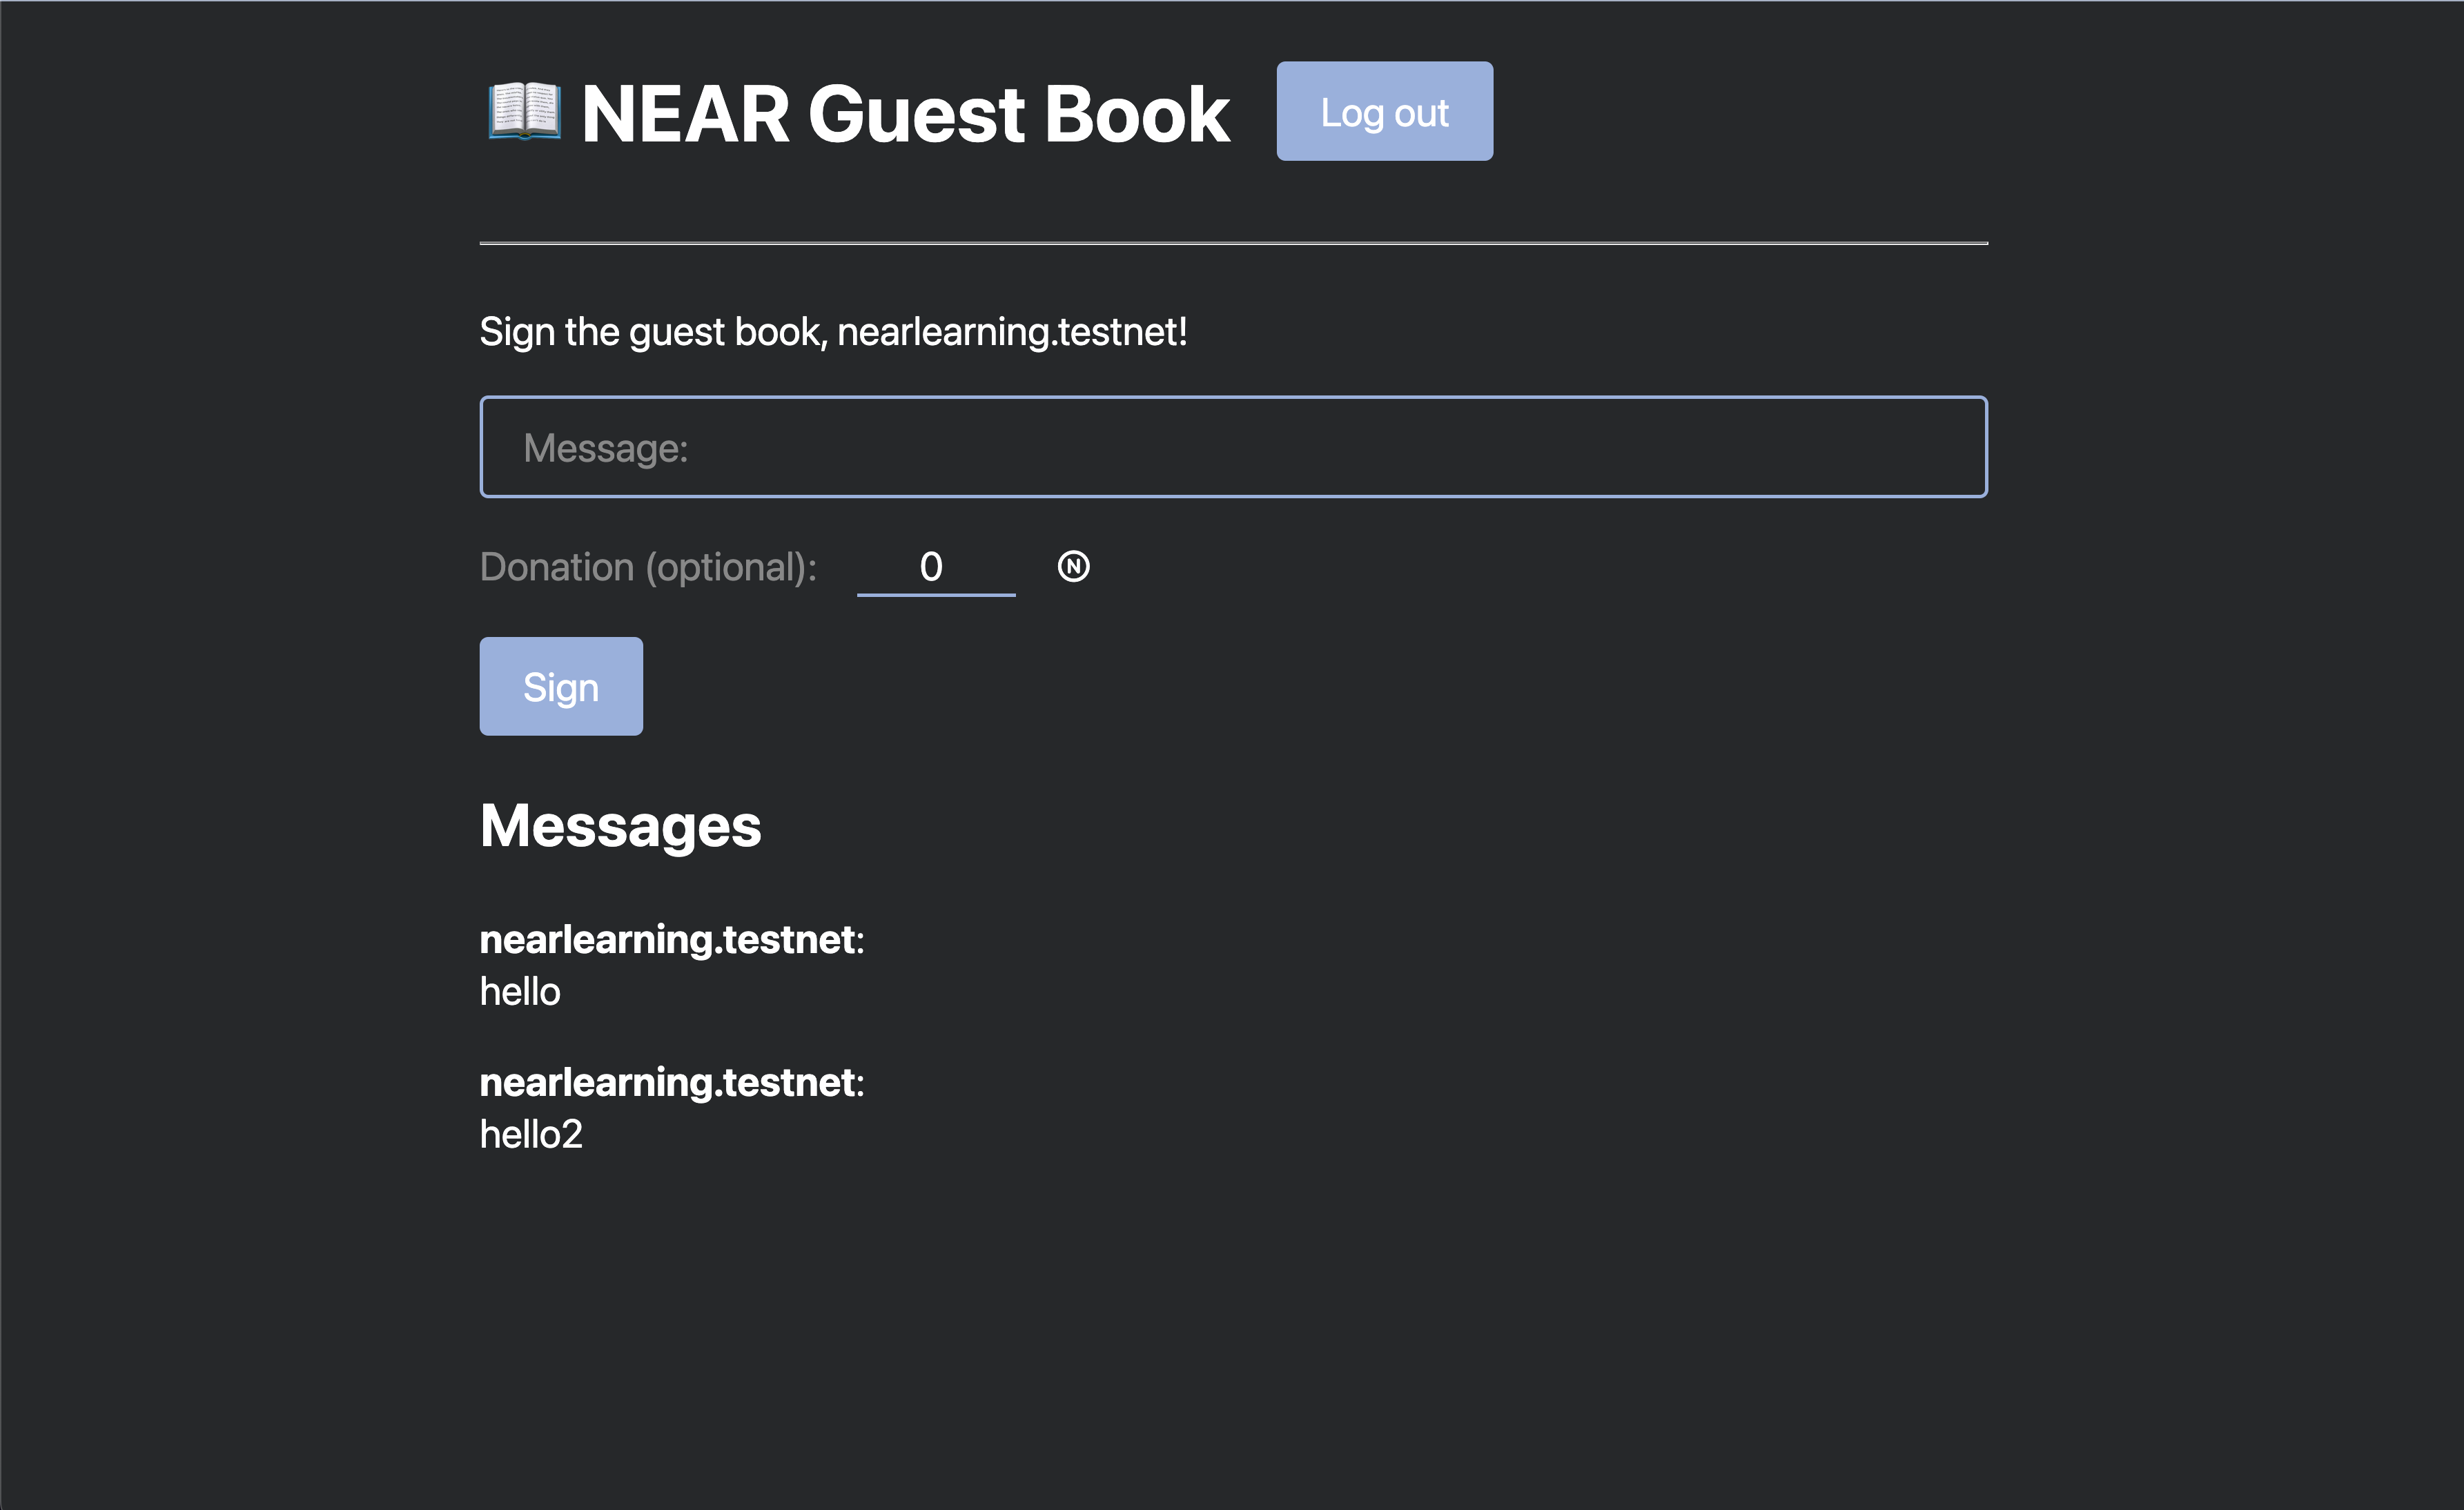 📖 NEAR Guest Book
Log out
Sign the guest book, nearlearning.testnet!
Message:
Donation (optional): 0 Ⓝ
Sign
Messages
nearlearning.testnet:
hello
nearlearning.testnet:
hello2